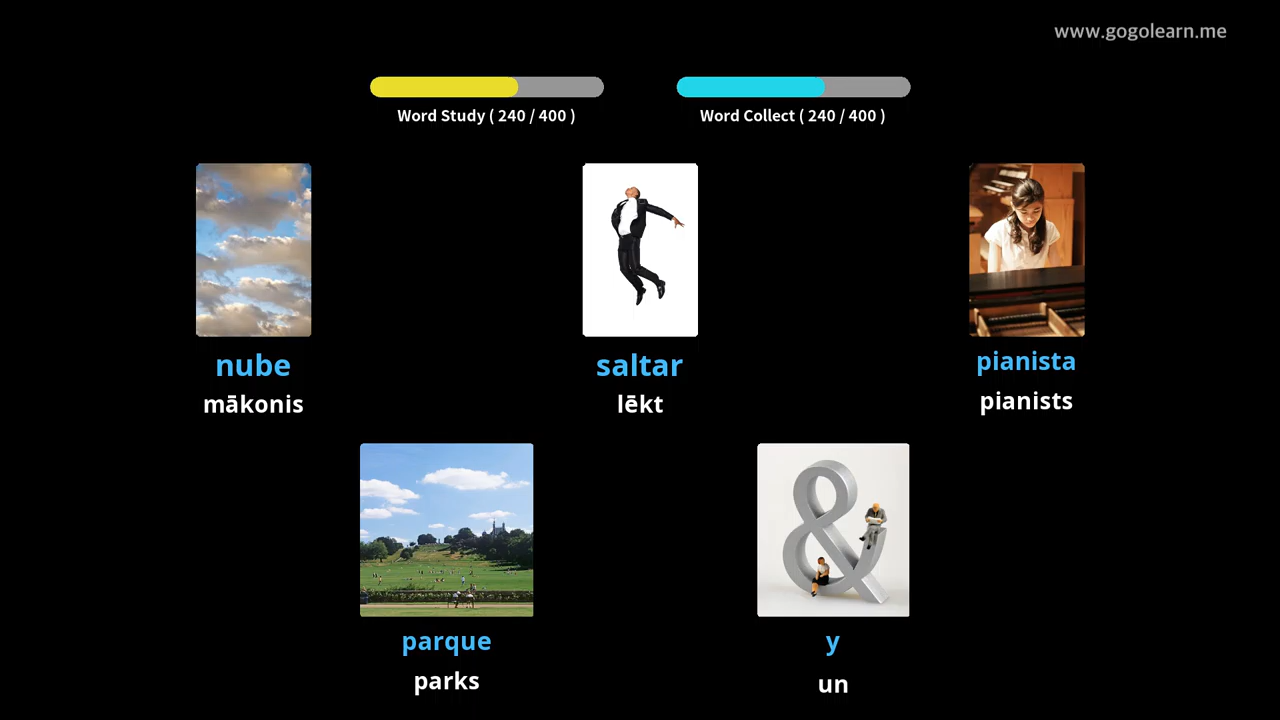 www.gogolearn.me
Word Study ( 240 / 400 )
Word Collect ( 240 / 400 )
nube
mākonis
saltar
lēkt
pianista
pianists
parque
parks
&
y
un